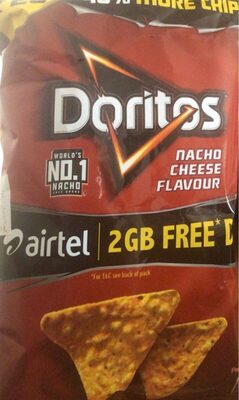 MORE CHIP
Doritos
WORLD'S
NO.1
NACHO
NACHO
CHEESE
FLAVOUR
airtel 2GB FREE* D
*For T&C see back of pack